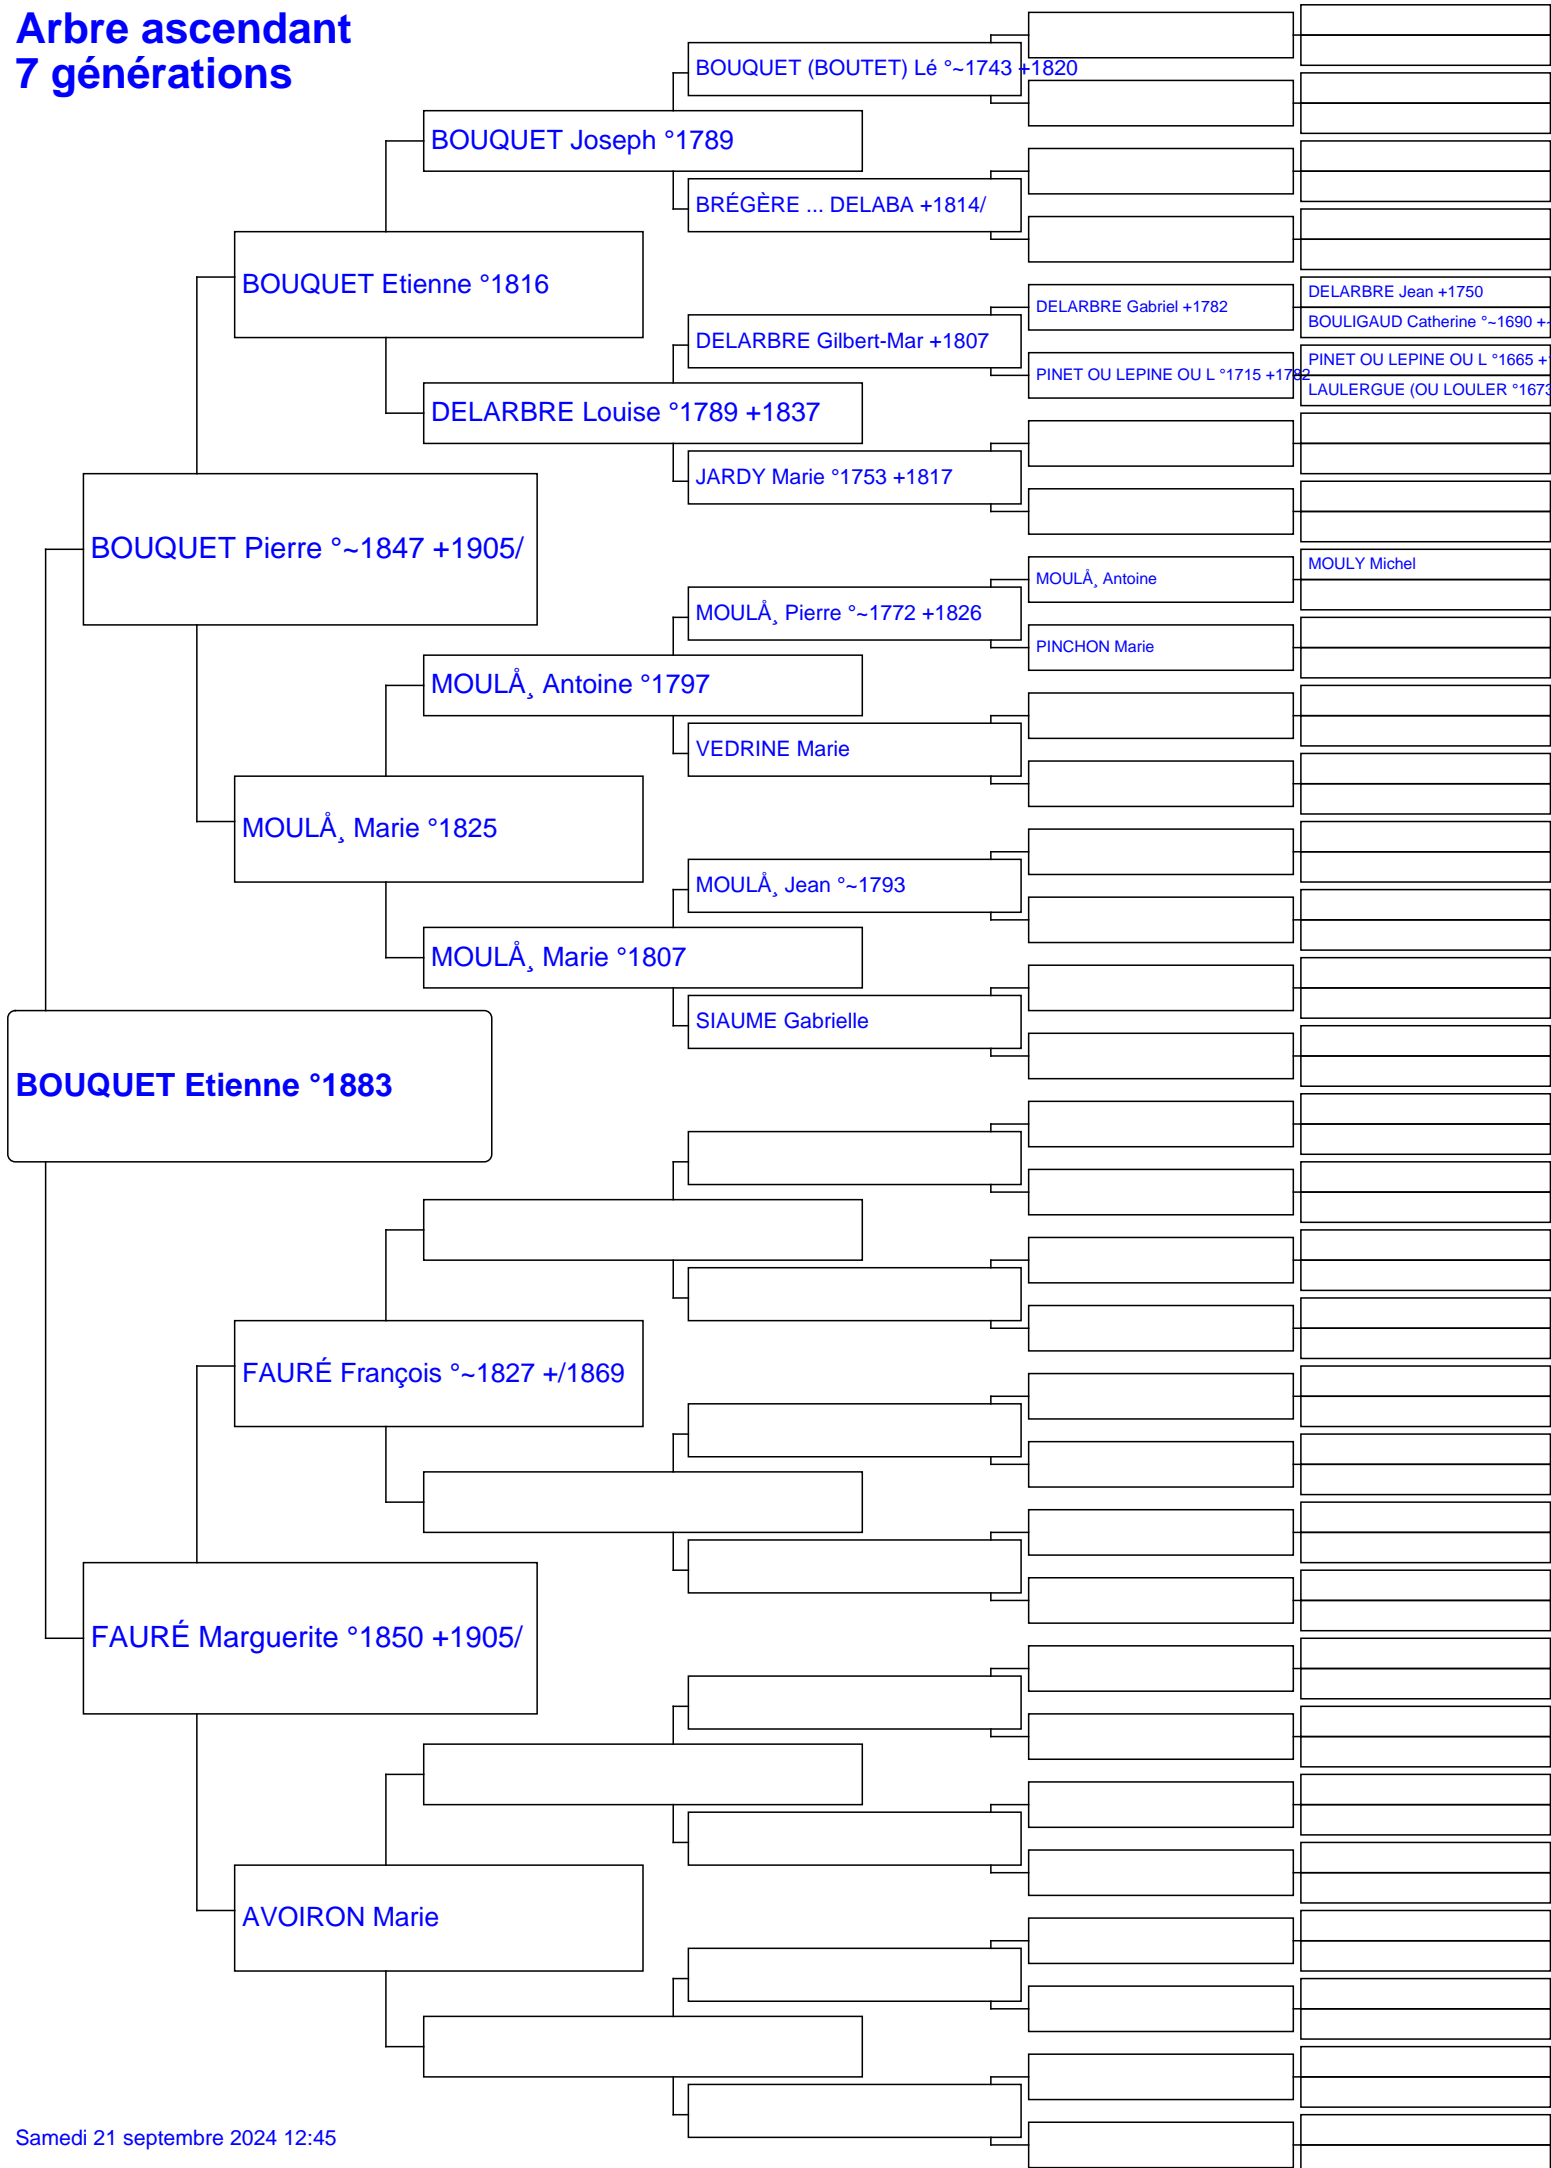 Arbre ascendant
7 générations
BOUQUET (BOUTET) Lé °~1743 +1820
BOUQUET Joseph °1789
BRÉGÈRE ... DELABA +1814/
BOUQUET Etienne °1816
DELARBRE Jean +1750
DELARBRE Gabriel +1782
BOULIGAUD Catherine °~1690 +~
DELARBRE Gilbert-Mar +1807
PINET OU LEPINE OU L °1665 +
PINET OU LEPINE OU L °1715 +1782
LAULERGUE (OU LOULER °1673
DELARBRE Louise °1789 +1837
JARDY Marie °1753 +1817
BOUQUET Pierre °~1847 +1905/
MOULY Michel
MOULÅ¸ Antoine
MOULÅ¸ Pierre °~1772 +1826
PINCHON Marie
MOULÅ¸ Antoine °1797
VEDRINE Marie
MOULÅ¸ Marie °1825
MOULÅ¸ Jean °~1793
MOULÅ¸ Marie °1807
SIAUME Gabrielle
BOUQUET Etienne °1883
FAURÉ François °~1827 +/1869
FAURÉ Marguerite °1850 +1905/
AVOIRON Marie
Samedi 21 septembre 2024 12:45